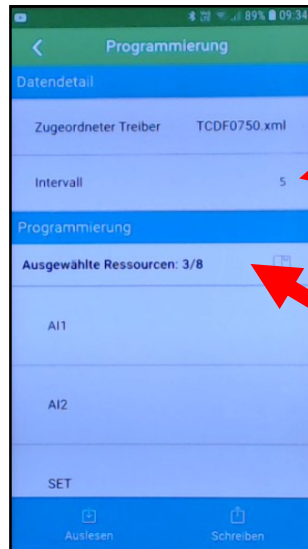 89% 09:34
Programmierung
Datendetail
Zugeordneter Treiber TCDF0750.xml
Intervall 5
Programmierung
Ausgewählte Ressourcen: 3/8
AI1
AI2
SET
Auslesen Schreiben